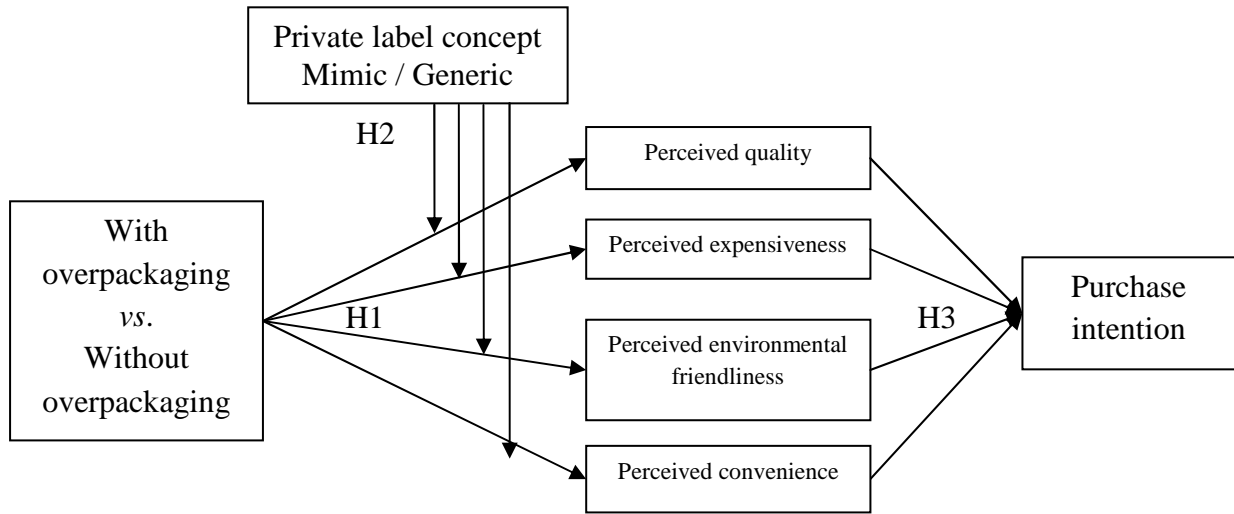 Private label concept
Mimic / Generic
H2
Perceived quality
With
overpackaging
vs.
Without
overpackaging
Perceived expensiveness
H1
H3
Perceived environmental
friendliness
Perceived convenience
Purchase
intention